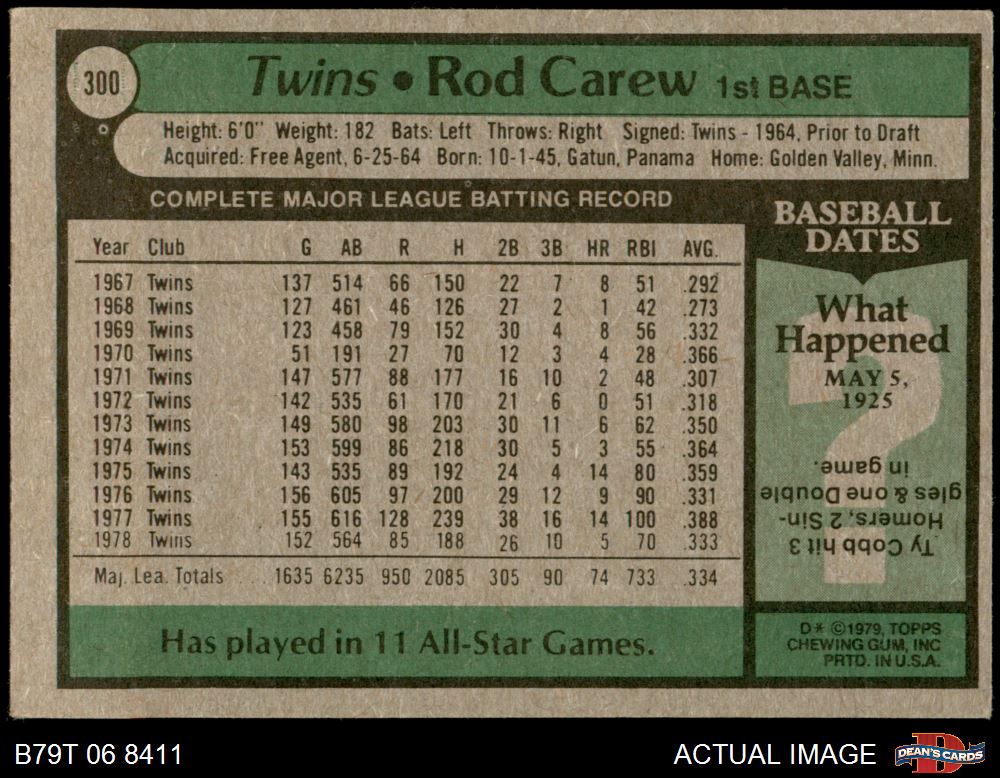 300
Twins • Rod Carew 1st BASE
Height: 6'0" Weight: 182 Bats: Left Throws: Right Signed: Twins - 1964, Prior to Draft
Acquired: Free Agent, 6-25-64 Born: 10-1-45, Gatun, Panama Home: Golden Valley, Minn.
COMPLETE MAJOR LEAGUE BATTING RECORD
Year Club G AB R H 2B 3B HR RBI AVG.
1967 Twins 137 514 66 150 22 7 8 51 .292
1968 Twins 127 461 46 126 27 2 1 42 .273
1969 Twins 123 458 79 152 30 4 8 56 .332
1970 Twins 51 191 27 70 12 3 4 28 .366
1971 Twins 147 577 88 177 16 10 2 48 .307
1972 Twins 142 535 61 170 21 6 0 51 .318
1973 Twins 149 580 98 203 30 11 6 62 .350
1974 Twins 153 599 86 218 30 5 3 55 .364
1975 Twins 143 535 89 192 24 4 14 80 .359
1976 Twins 156 605 97 200 29 12 9 90 .331
1977 Twins 155 616 128 239 38 16 14 100 .388
1978 Twins 152 564 85 188 26 10 5 70 .333
Maj. Lea. Totals . . . 1635 6235 950 2085 305 90 74 733 .334
Has played in 11 All-Star Games.
BASEBALL
DATES
What
Happened
MAY 5,
1925
?
Ty Cobb hit 3
Homers, 2 Sin-
gles & one Double
in game.
D* ©1979, TOPPS
CHEWING GUM, INC
PRTD. IN U.S.A.
B79T 06 8411
ACTUAL IMAGE
DEAN'S CARDS